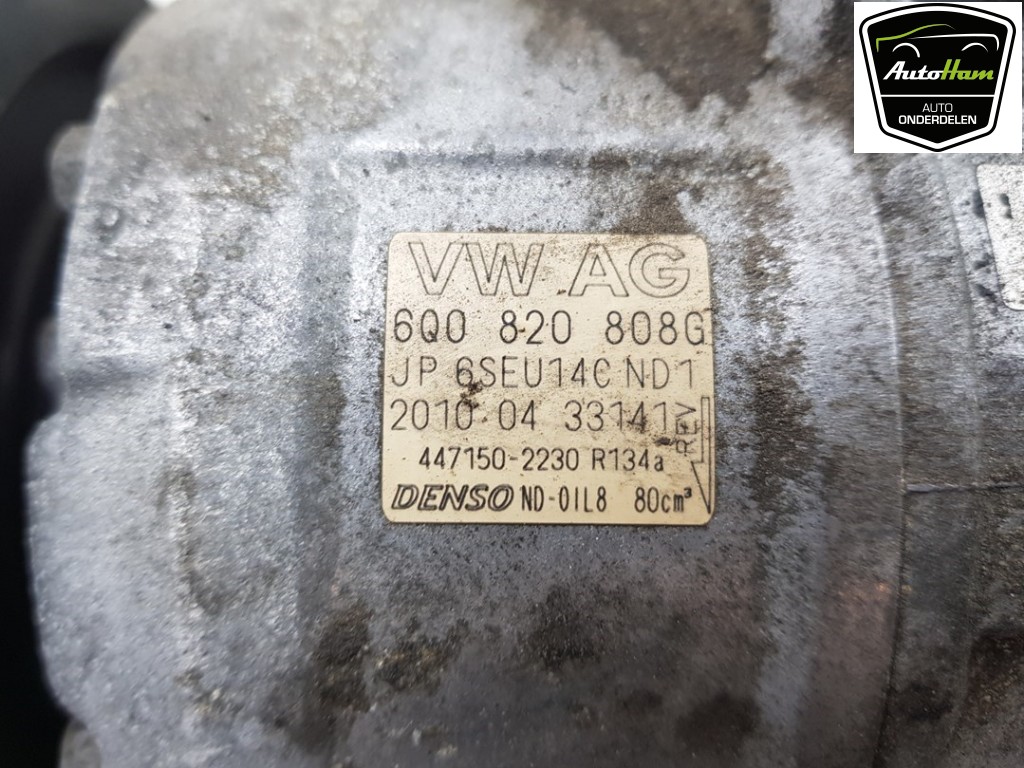 AutoHam
AUTO
ONDERDELEN
VW AG
6Q0 820 808G
JP 6SEU14C ND1
2010 04 33141
REV
447150-2230 R134a
DENSO ND-OIL8 80cm³